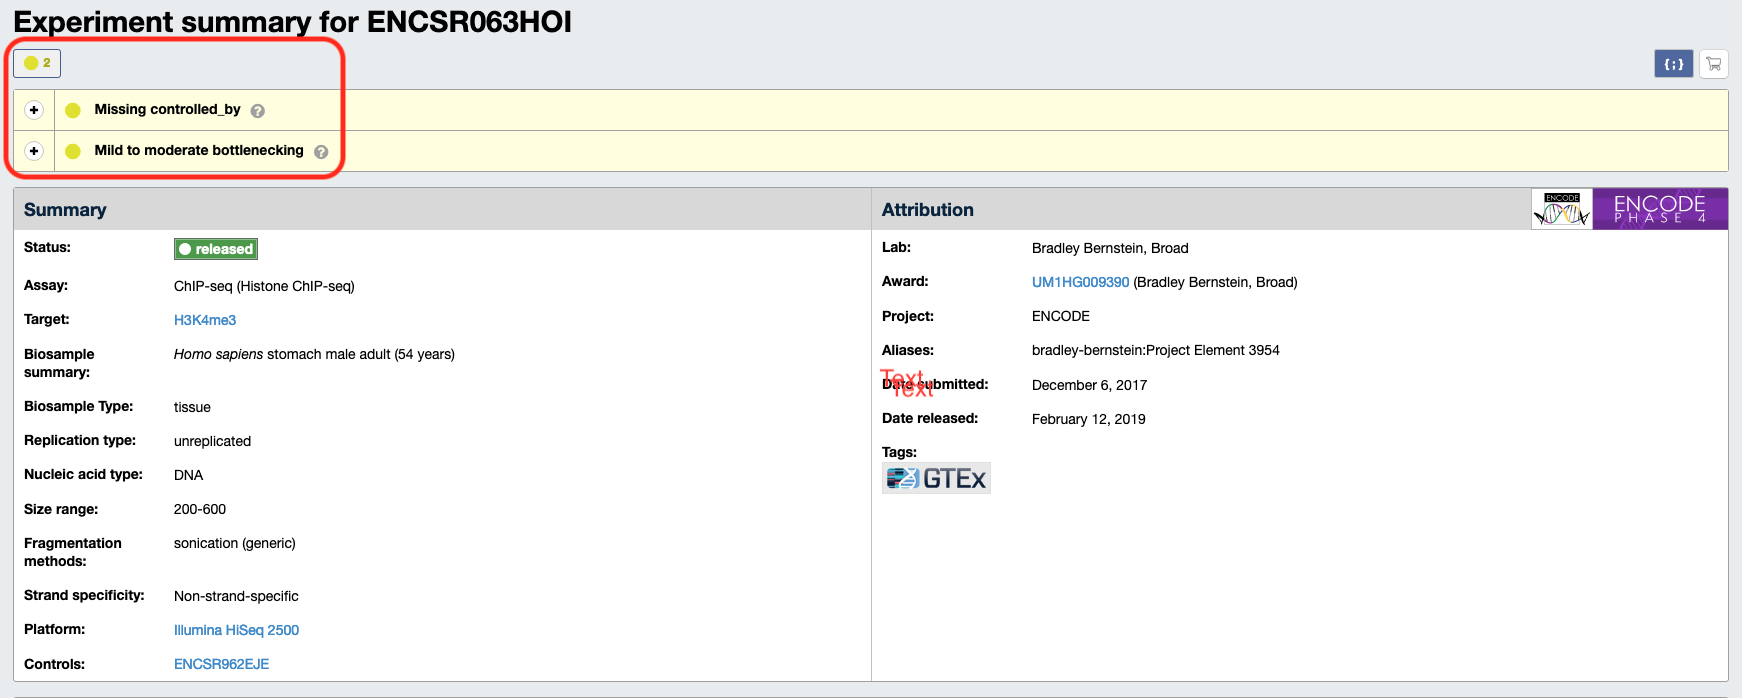 Experiment summary for ENCSR063HOI
2
{ ; }
+ Missing controlled_by ?
+ Mild to moderate bottlenecking ?
Summary
Status: released
Assay: ChIP-seq (Histone ChIP-seq)
Target: H3K4me3
Biosample summary: Homo sapiens stomach male adult (54 years)
Biosample Type: tissue
Replication type: unreplicated
Nucleic acid type: DNA
Size range: 200-600
Fragmentation methods: sonication (generic)
Strand specificity: Non-strand-specific
Platform: Illumina HiSeq 2500
Controls: ENCSR962EJE
Attribution
ENCODE
ENCODE
PHASE 4
Lab: Bradley Bernstein, Broad
Award: UM1HG009390 (Bradley Bernstein, Broad)
Project: ENCODE
Aliases: bradley-bernstein:Project Element 3954
Text
Text
Date submitted: December 6, 2017
Date released: February 12, 2019
Tags:
GTEx